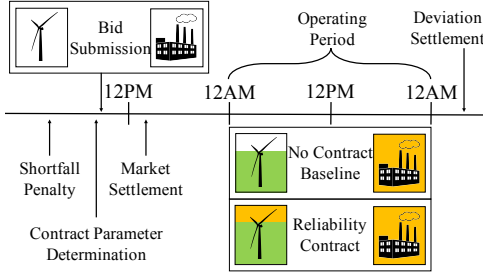 Bid
Submission
Operating
Period
Deviation
Settlement
12PM
12AM
12PM
12AM
Shortfall
Penalty
Market
Settlement
Contract Parameter
Determination
No Contract
Baseline
Reliability
Contract